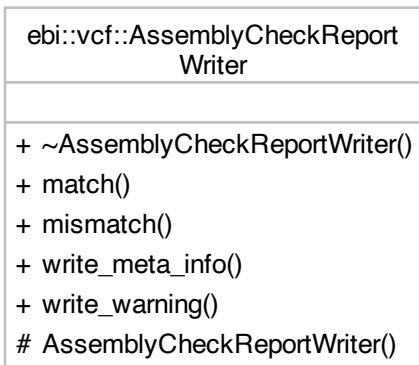 ebi::vcf::AssemblyCheckReport
Writer
+ ~AssemblyCheckReportWriter()
+ match()
+ mismatch()
+ write_meta_info()
+ write_warning()
# AssemblyCheckReportWriter()